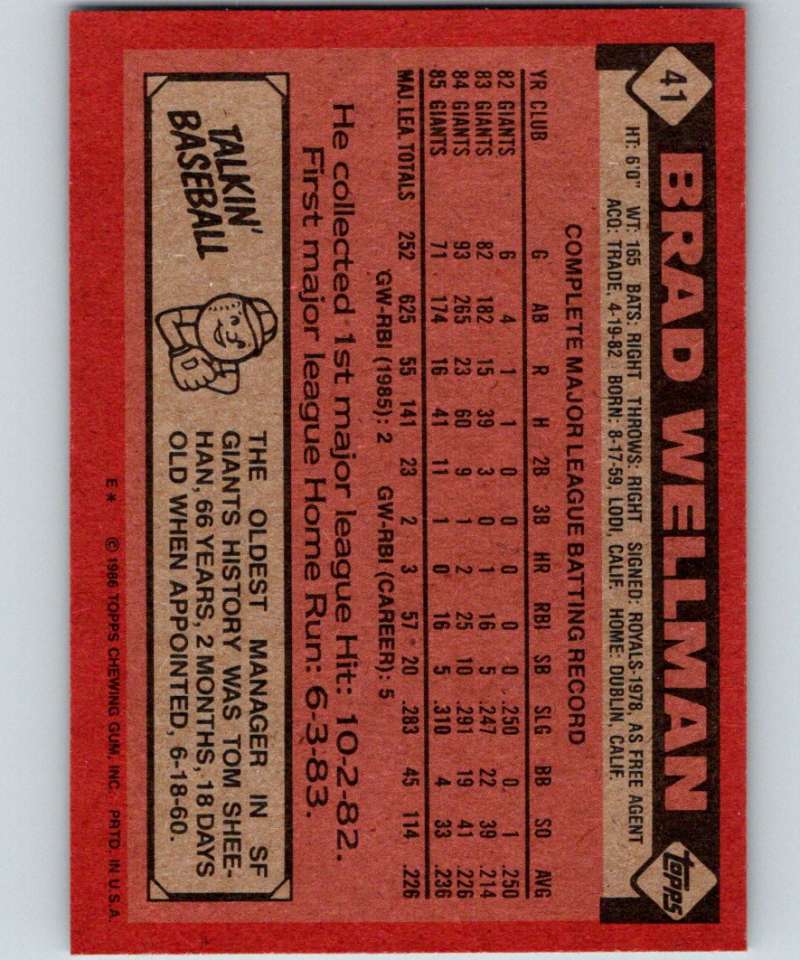 41
BRAD WELLMAN
topps
HT: 6'0" WT: 165 BATS: RIGHT THROWS: RIGHT SIGNED: ROYALS-1978, AS FREE AGENT
ACQ: TRADE, 4-19-82 BORN: 8-17-59, LODI, CALIF. HOME: DUBLIN, CALIF.
COMPLETE MAJOR LEAGUE BATTING RECORD
YR CLUB G AB R H 2B 3B HR RBI SB SLG BB SO AVG
82 GIANTS 6 4 1 1 0 0 0 0 0 .250 0 1 .250
83 GIANTS 82 182 15 39 3 0 1 16 5 .247 22 39 .214
84 GIANTS 93 265 23 60 9 1 2 25 10 .291 19 41 .226
85 GIANTS 71 174 16 41 11 1 0 16 5 .310 4 33 .236
MAJ. LEA. TOTALS 252 625 55 141 23 2 3 57 20 .283 45 114 .226
GW-RBI (1985): 2 GW-RBI (CAREER): 5
He collected 1st major league Hit: 10-2-82.
First major league Home Run: 6-3-83.
TALKIN'
BASEBALL
THE OLDEST MANAGER IN SF
GIANTS HISTORY WAS TOM SHEE-
HAN, 66 YEARS, 2 MONTHS, 18 DAYS
OLD WHEN APPOINTED, 6-18-60.
E* © 1986 TOPPS CHEWING GUM, INC. PRTD. IN U.S.A.